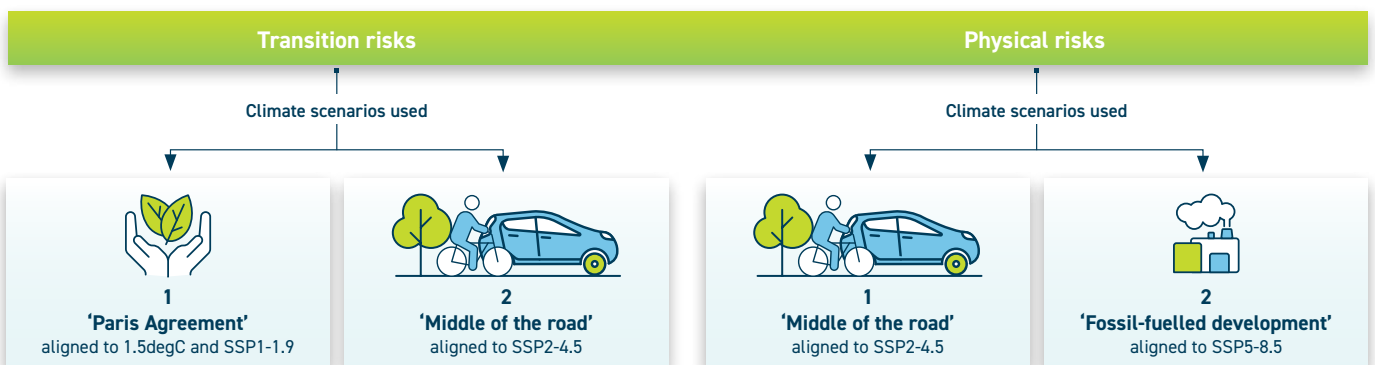 Transition risks
Physical risks
Climate scenarios used
Climate scenarios used
1
‘Paris Agreement’
aligned to 1.5degC and SSP1-1.9
2
‘Middle of the road’
aligned to SSP2-4.5
1
‘Middle of the road’
aligned to SSP2-4.5
2
‘Fossil-fuelled development’
aligned to SSP5-8.5